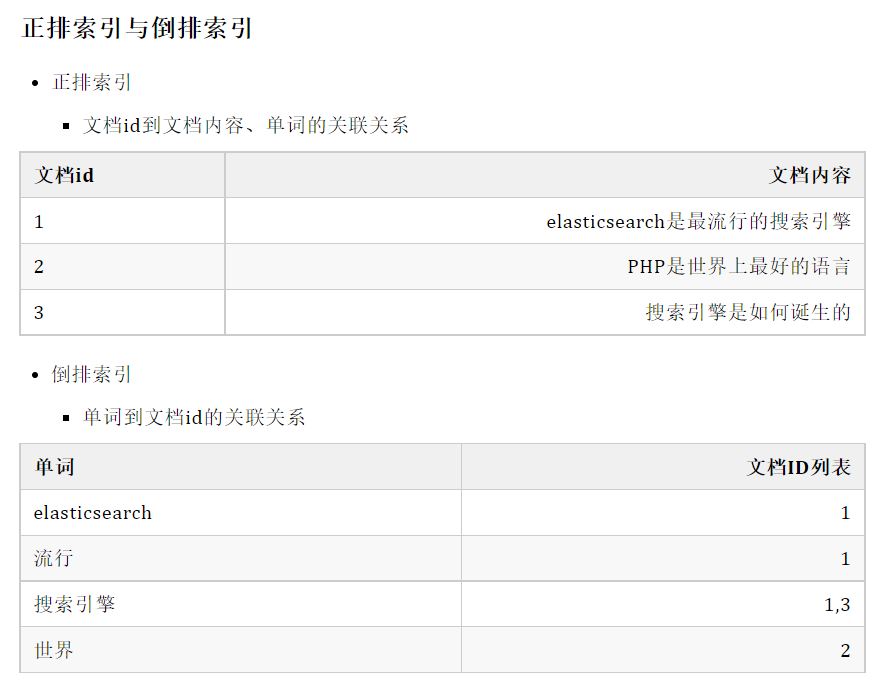 正排索引与倒排索引
正排索引
文档id到文档内容、单词的关联关系
文档id 文档内容
1 elasticsearch是最流行的搜索引擎
2 PHP是世界上最好的语言
3 搜索引擎是如何诞生的
倒排索引
单词到文档id的关联关系
单词 文档ID列表
elasticsearch 1
流行 1
搜索引擎 1,3
世界 2